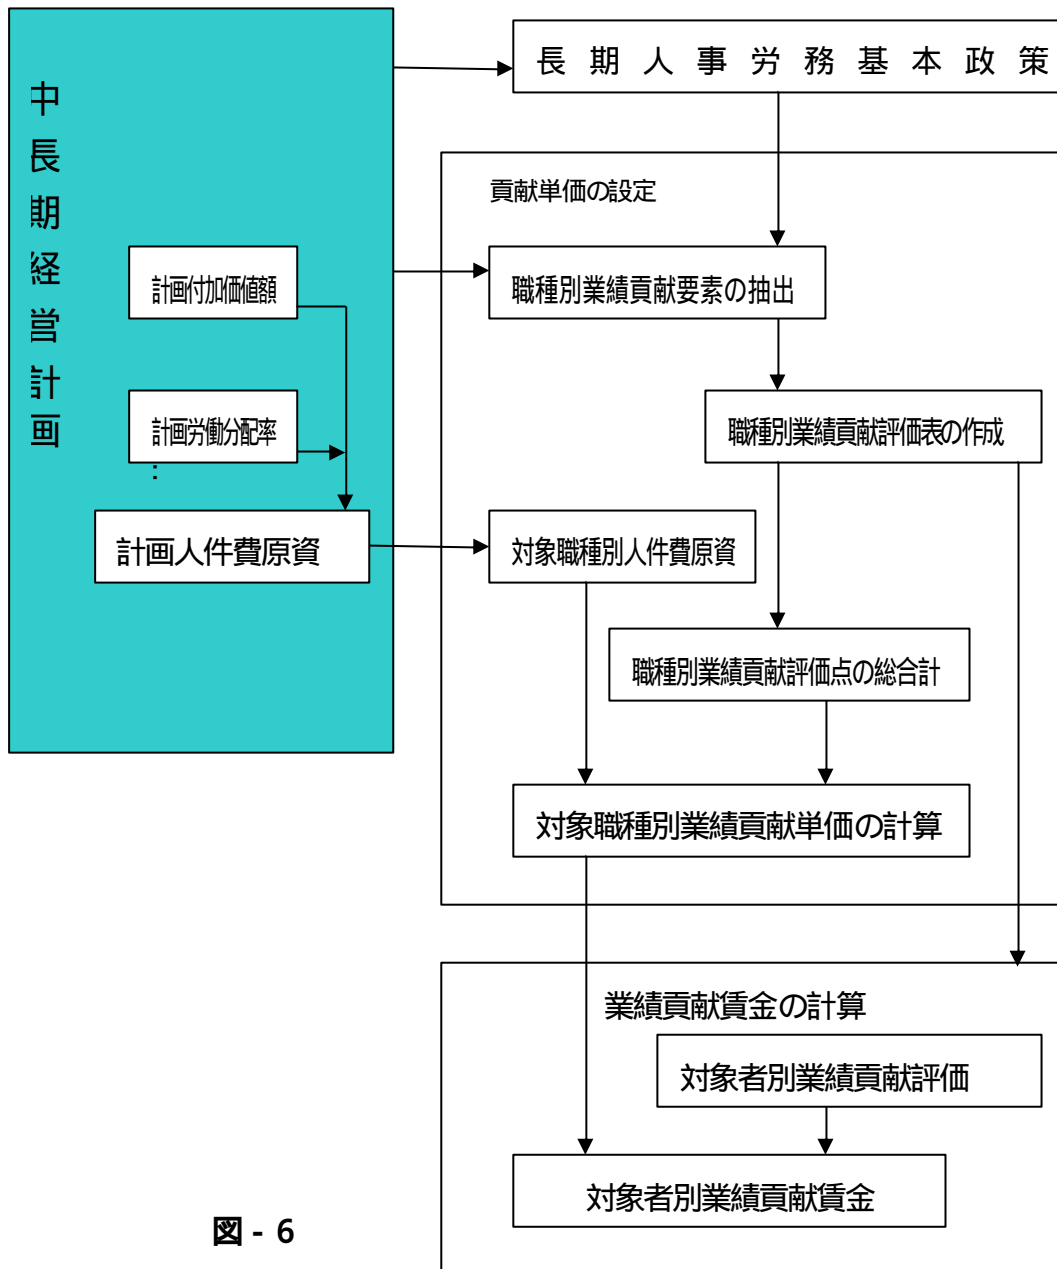 中長期経営計画
長期人事労務基本政策
貢献単価の設定
計画付加価値額
職種別業績貢献要素の抽出
計画労働分配率
:
職種別業績貢献評価表の作成
計画人件費原資
対象職種別人件費原資
職種別業績貢献評価点の総合計
対象職種別業績貢献単価の計算
業績貢献賃金の計算
対象者別業績貢献評価
対象者別業績貢献賃金
図 - 6